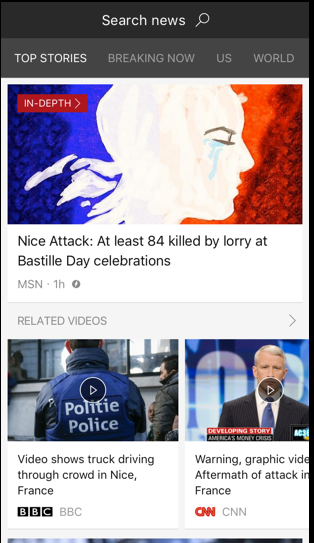 Search news
TOP STORIES
BREAKING NOW
US
WORLD
IN-DEPTH
Nice Attack: At least 84 killed by lorry at
Bastille Day celebrations
MSN · 1h
RELATED VIDEOS
Politie
Police
DEVELOPING STORY
AMERICA'S MONEY CRISIS
Video shows truck driving
through crowd in Nice,
France
BBC BBC
Warning, graphic vide
Aftermath of attack in
France
CNN CNN